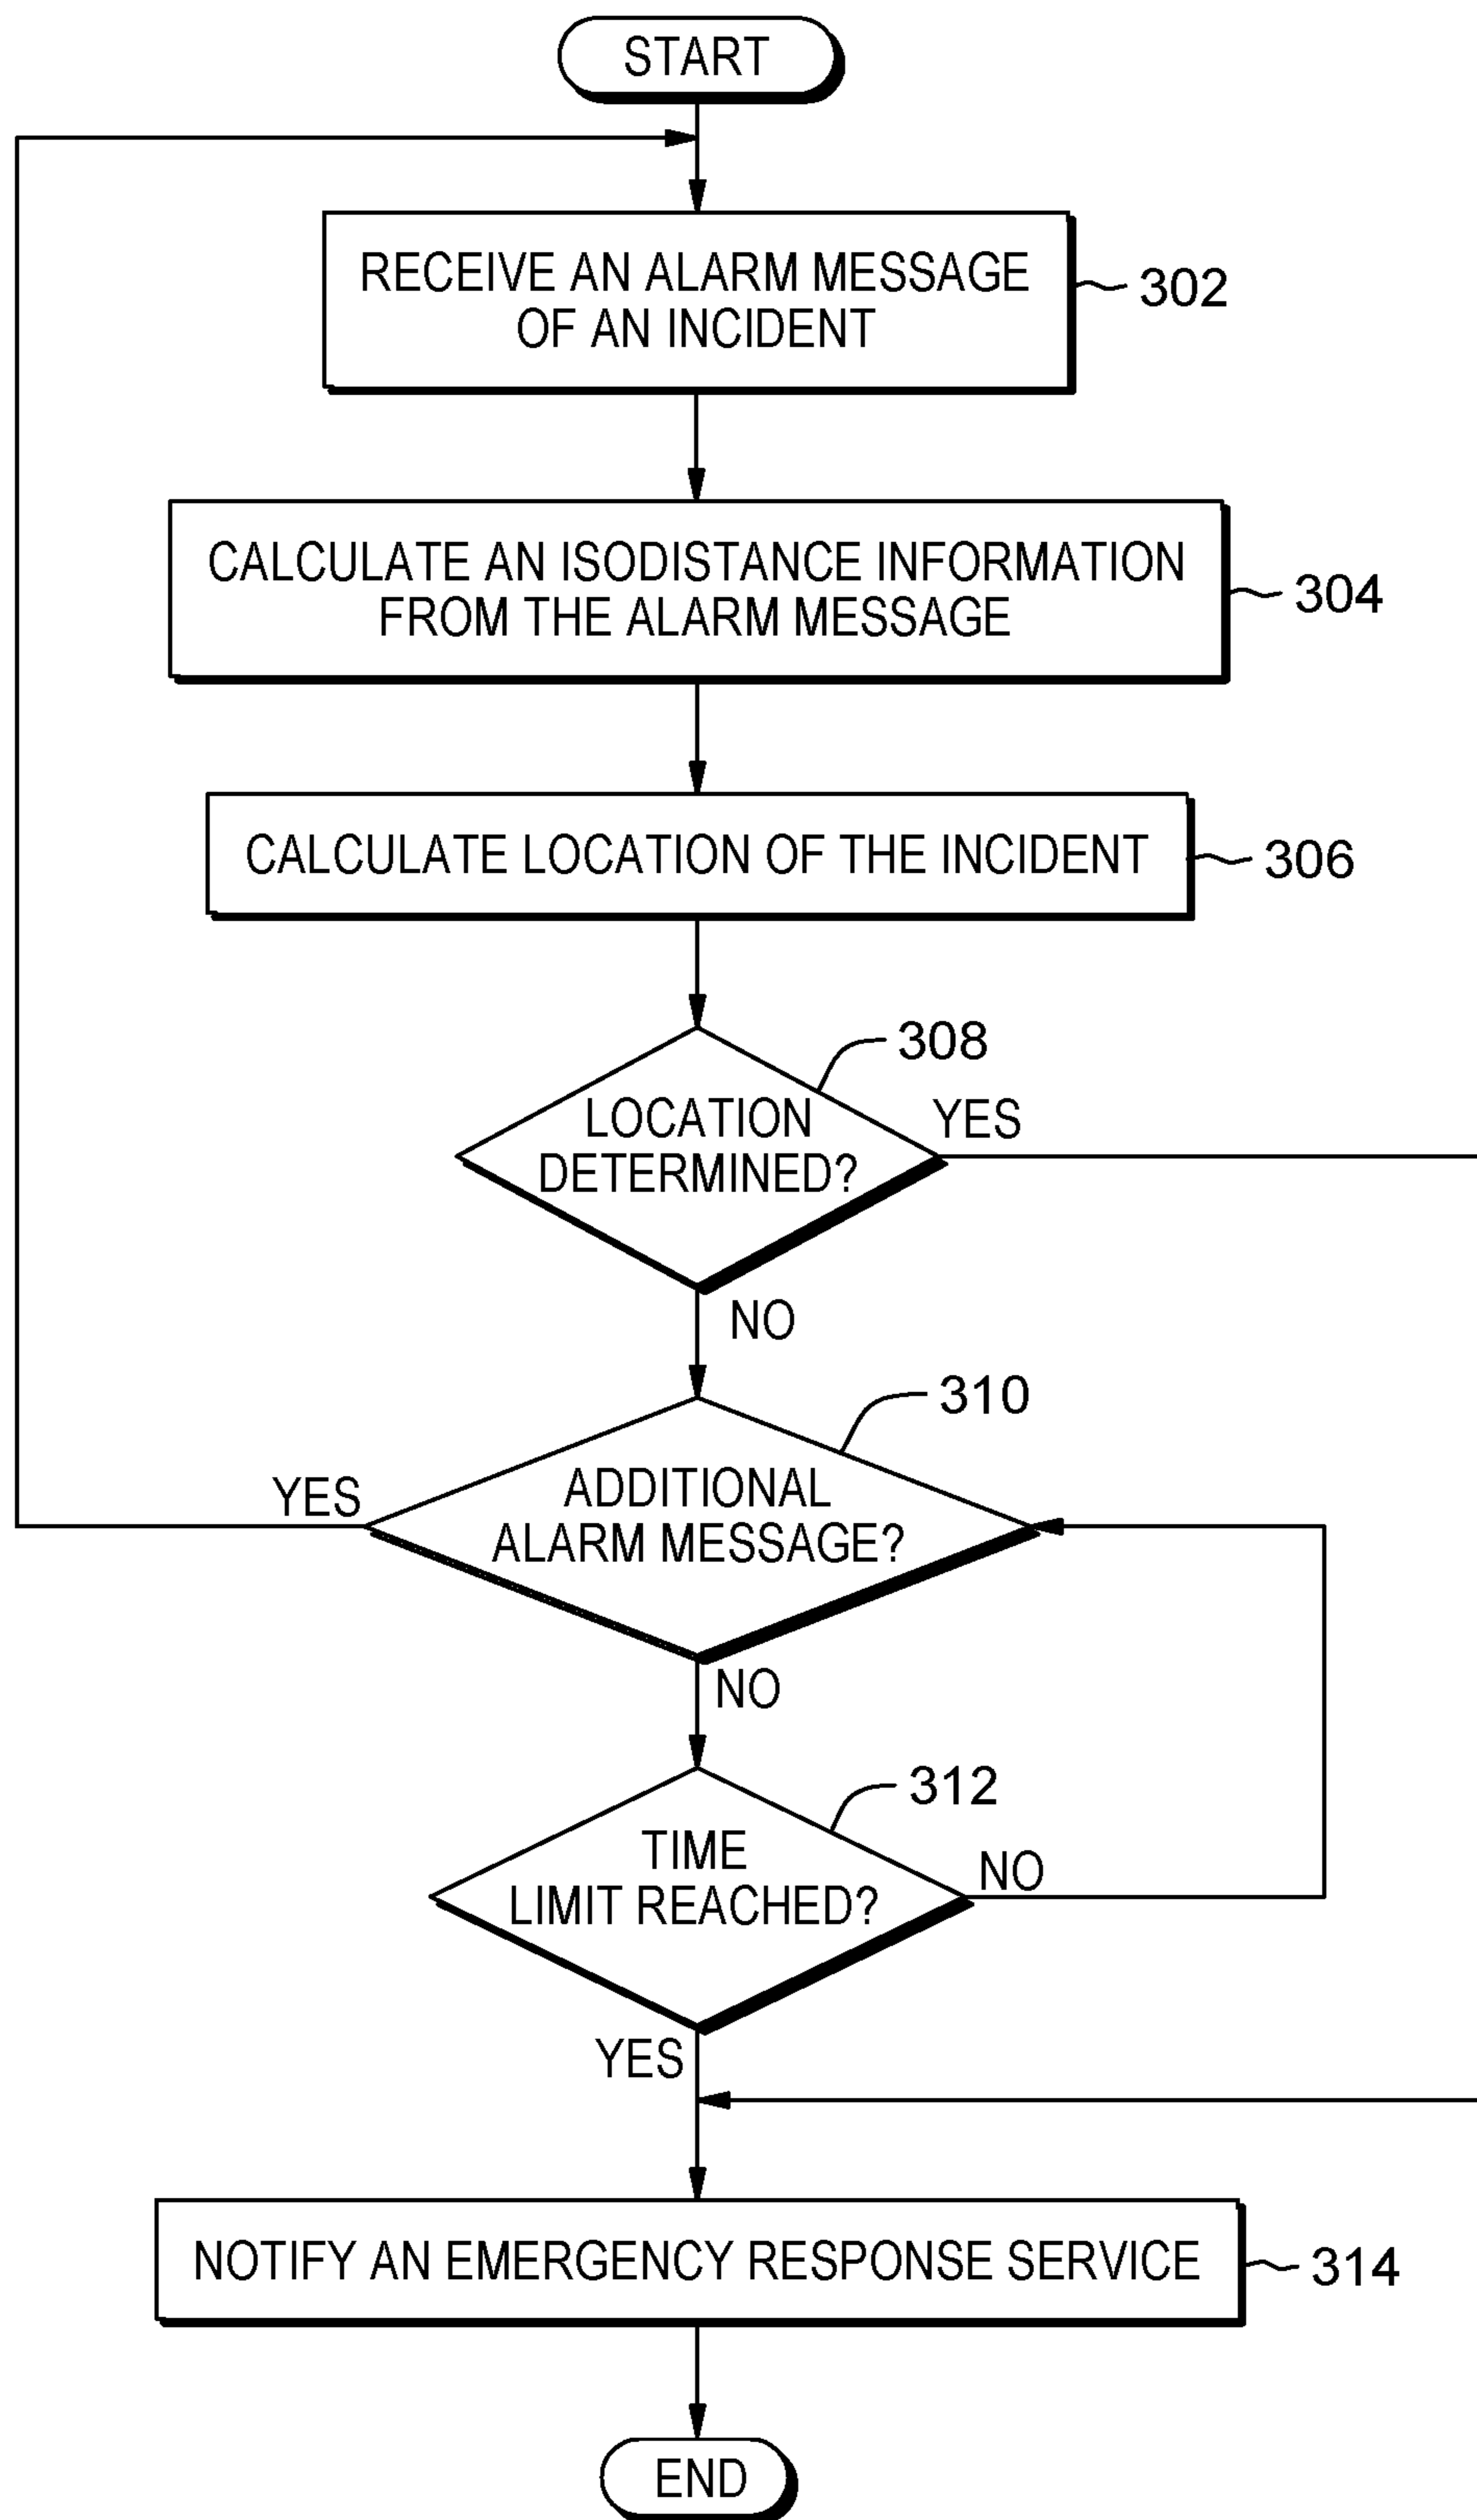 START
RECEIVE AN ALARM MESSAGE
OF AN INCIDENT
302
CALCULATE AN ISODISTANCE INFORMATION
FROM THE ALARM MESSAGE
304
CALCULATE LOCATION OF THE INCIDENT
306
308
LOCATION
DETERMINED?
YES
NO
310
ADDITIONAL
ALARM MESSAGE?
YES
NO
312
TIME
LIMIT REACHED?
NO
YES
NOTIFY AN EMERGENCY RESPONSE SERVICE
314
END